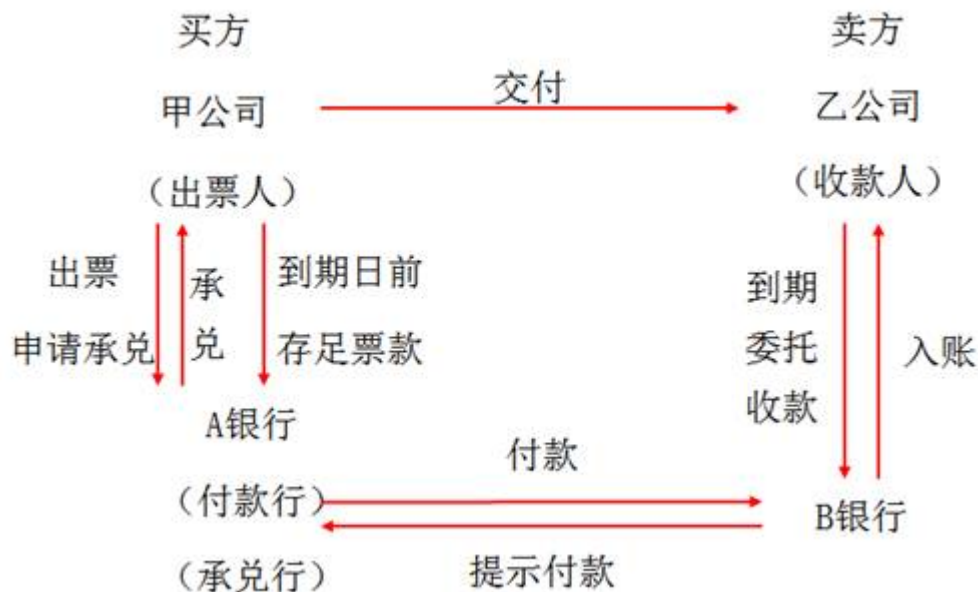 买方
卖方
交付
甲公司
乙公司
（出票人）
（收款人）
出票
申请承兑
承兑
到期日前
存足票款
到期
委托
收款
入账
A银行
付款
（付款行）
B银行
提示付款
（承兑行）